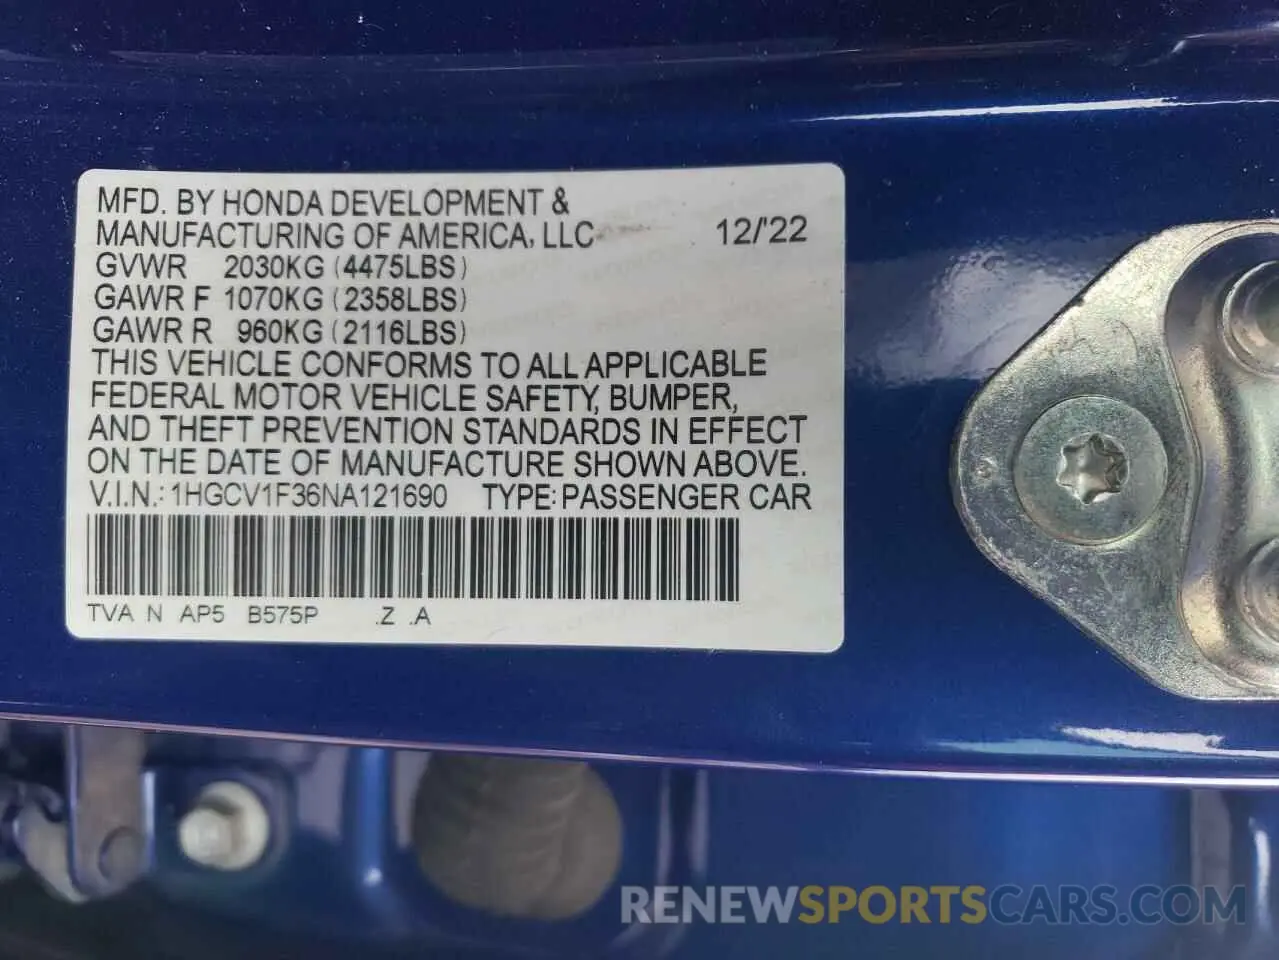 MFD. BY HONDA DEVELOPMENT &
MANUFACTURING OF AMERICA, LLC 12/'22
GVWR 2030KG (4475LBS)
GAWR F 1070KG (2358LBS)
GAWR R 960KG (2116LBS)
THIS VEHICLE CONFORMS TO ALL APPLICABLE
FEDERAL MOTOR VEHICLE SAFETY, BUMPER,
AND THEFT PREVENTION STANDARDS IN EFFECT
ON THE DATE OF MANUFACTURE SHOWN ABOVE.
V.I.N.: 1HGCV1F36NA121690 TYPE: PASSENGER CAR
TVA N AP5 B575P .Z .A
RENEWSPORTSCARS.COM